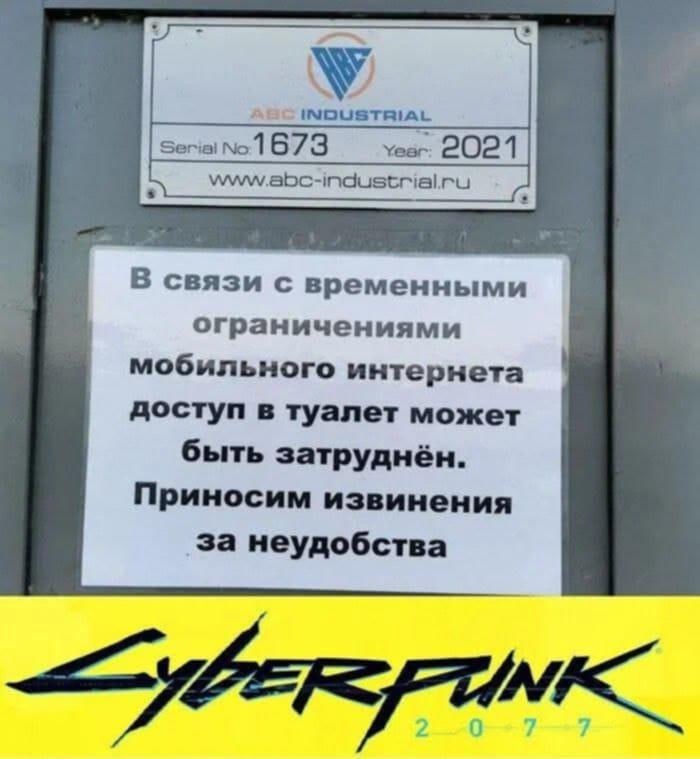 ABC
ABC INDUSTRIAL
Serial No: 1673 Year: 2021
www.abc-industrial.ru
В связи с временными
ограничениями
мобильного интернета
доступ в туалет может
быть затруднён.
Приносим извинения
за неудобства
CYBERPUNK
2077